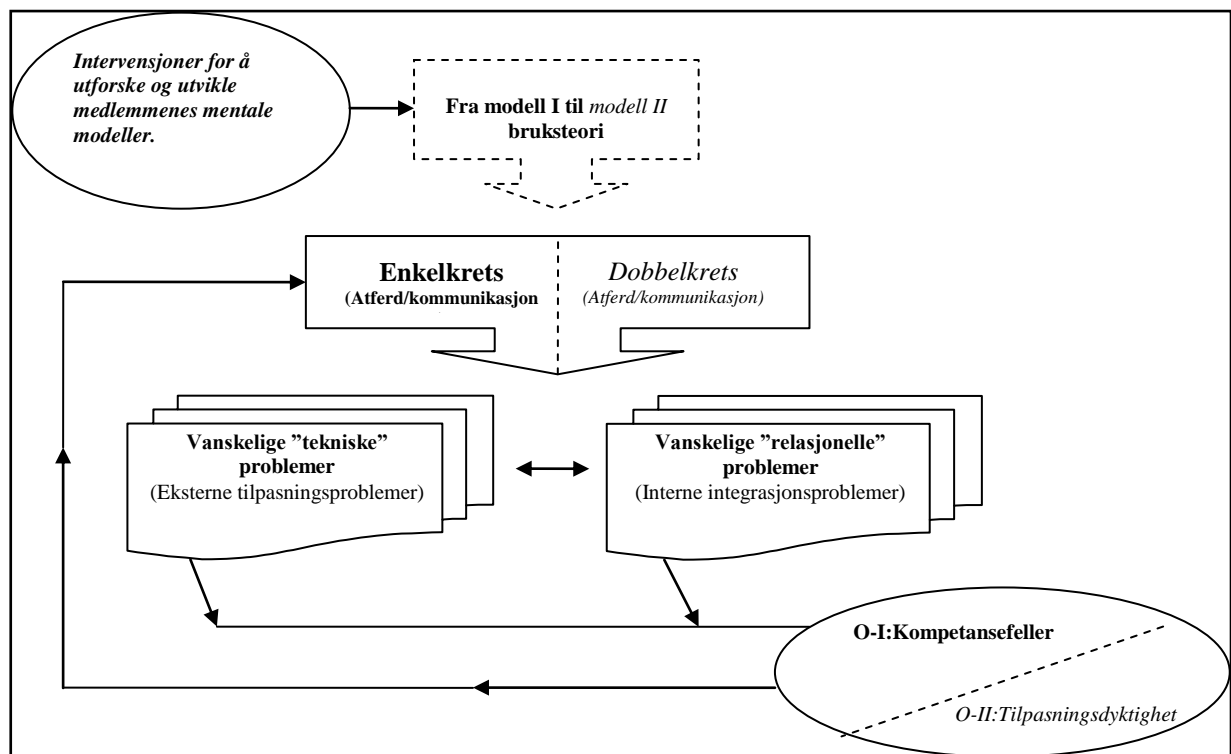 Intervensjoner for å
utforske og utvikle
medlemmenes mentale
modeller.
Fra modell I til modell II
bruksteori
Enkelkrets
(Atferd/kommunikasjon
Dobbelkrets
(Atferd/kommunikasjon)
Vanskelige ”tekniske”
problemer
(Eksterne tilpasningsproblemer)
Vanskelige ”relasjonelle”
problemer
(Interne integrasjonsproblemer)
O-I:Kompetansefeller
O-II:Tilpasningsdyktighet